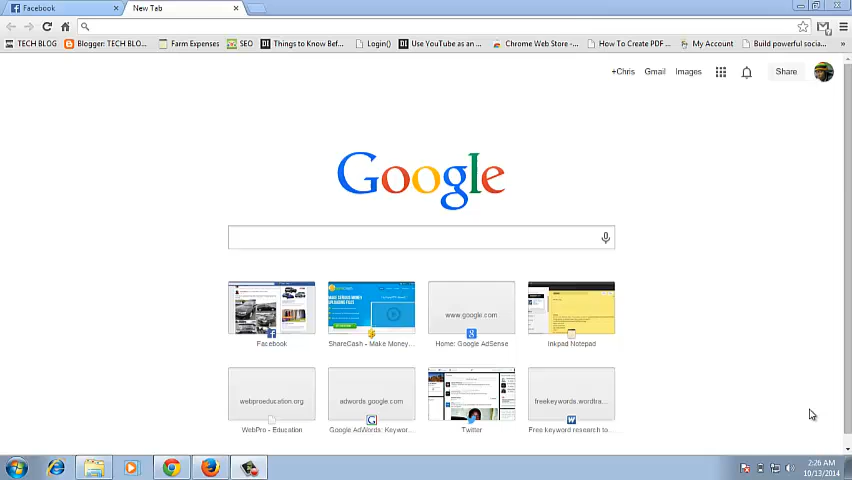 Facebook
New Tab
TECH BLOG
Blogger: TECH BLO...
Farm Expenses
SEO
Things to Know Bef...
Login()
Use YouTube as an ...
Chrome Web Store -...
How To Create PDF ...
My Account
Build powerful social...
+Chris
Gmail
Images
Share
Google
www.google.com
Facebook
ShareCash - Make Money...
Home: Google AdSense
Inkpad Notepad
webproeducation.org
adwords.google.com
freekeywords.wordtra...
WebPro - Education
Google AdWords: Keywor...
Twitter
Free keyword research to...
2:26 AM
10/13/2014